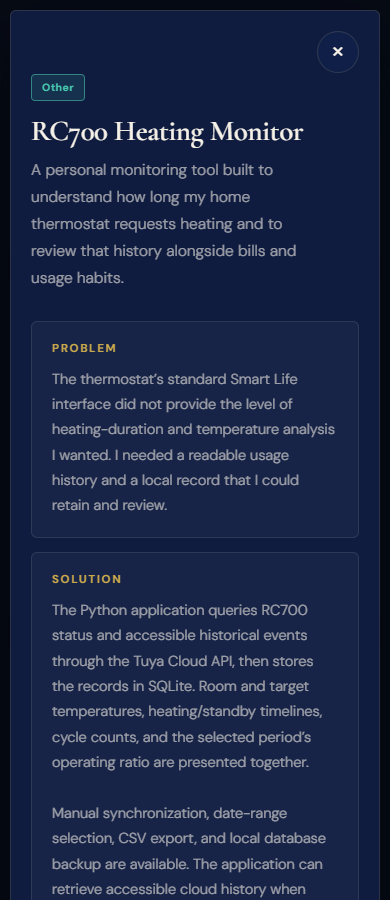 Other
RC700 Heating Monitor
A personal monitoring tool built to
understand how long my home
thermostat requests heating and to
review that history alongside bills and
usage habits.
PROBLEM
The thermostat’s standard Smart Life
interface did not provide the level of
heating-duration and temperature analysis
I wanted. I needed a readable usage
history and a local record that I could
retain and review.
SOLUTION
The Python application queries RC700
status and accessible historical events
through the Tuya Cloud API, then stores
the records in SQLite. Room and target
temperatures, heating/standby timelines,
cycle counts, and the selected period’s
operating ratio are presented together.
Manual synchronization, date-range
selection, CSV export, and local database
backup are available. The application can
retrieve accessible cloud history when